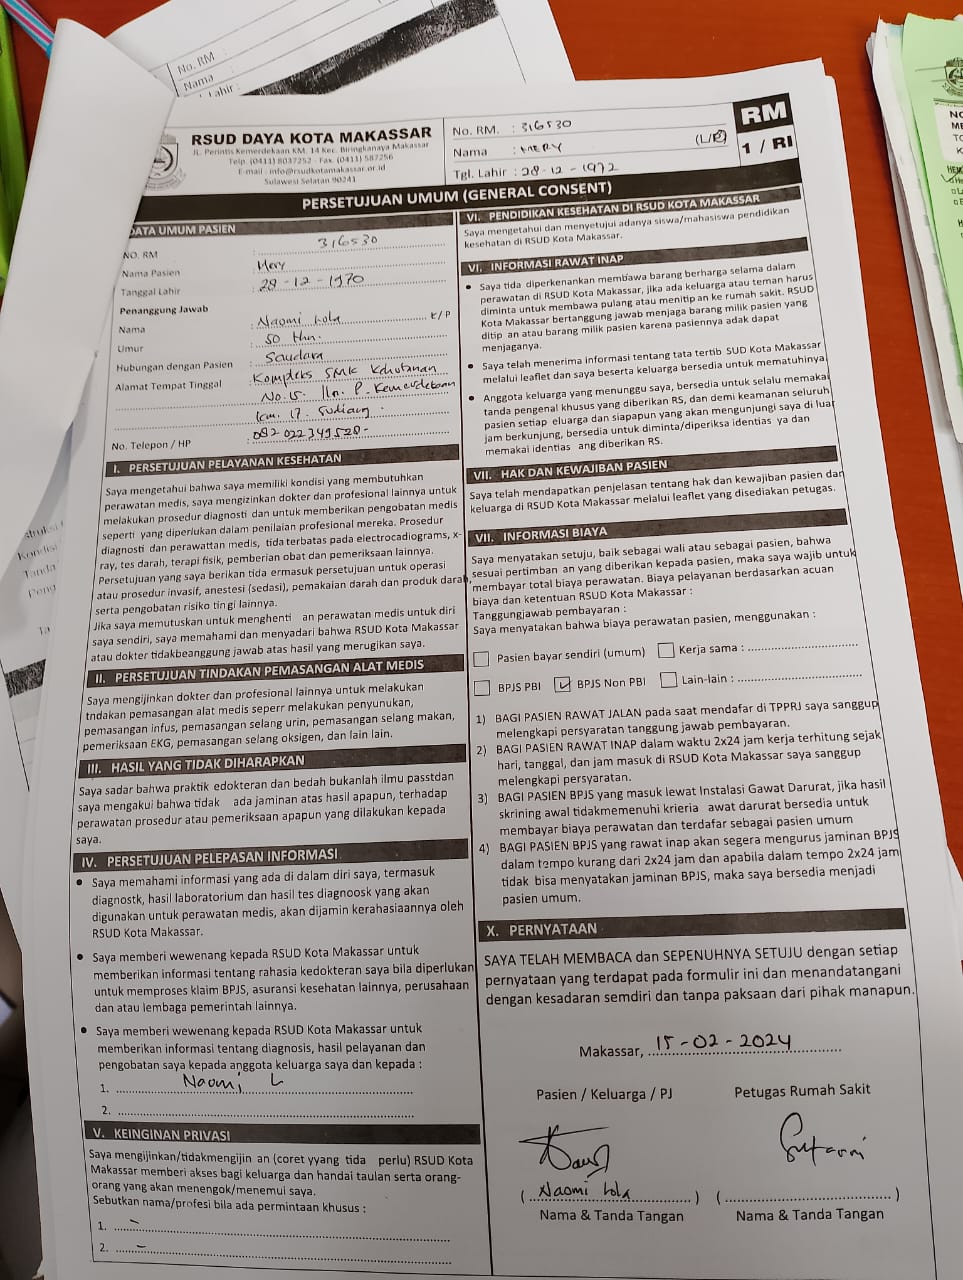 No. RM
Nama
Lahir :
RSUD DAYA KOTA MAKASSAR
JL. Perintis Kemerdekaan KM. 14 Kec. Biringkanaya Makassar
Telp. (0411) 8037252 - Fax. (0411) 587256
E-mail : info@rsudkotamakassar.or.id
Sulawesi Selatan 90241
No. RM. : 316530
Nama : MERY (L/P)
Tgl. Lahir : 28-12-1972
RM
1 / RI
PERSETUJUAN UMUM (GENERAL CONSENT)
DATA UMUM PASIEN
NO. RM : 316530
Nama Pasien : Mery
Tanggal Lahir : 28-12-1970
Penanggung Jawab
Nama : Naomi Lola L/P
Umur : 50 thn.
Hubungan dengan Pasien : Saudara
Alamat Tempat Tinggal : Kompleks SMK Kehutanan
No. 15. Jln. P. Kemerdekaan
km. 17. Sudiang.
No. Telepon / HP : 082022349528-
I. PERSETUJUAN PELAYANAN KESEHATAN
Saya mengetahui bahwa saya memiliki kondisi yang membutuhkan
perawatan medis, saya mengizinkan dokter dan profesional lainnya untuk
melakukan prosedur diagnosti dan untuk memberikan pengobatan medis
seperti yang diperlukan dalam penilaian profesional mereka. Prosedur
diagnosti dan perawattan medis, tida terbatas pada electrocadiograms, x-
ray, tes darah, terapi fisik, pemberian obat dan pemeriksaan lainnya.
Persetujuan yang saya berikan tida ermasuk persetujuan untuk operasi
atau prosedur invasif, anestesi (sedasi), pemakaian darah dan produk darah,
serta pengobatan risiko tingi lainnya.
Jika saya memutuskan untuk menghenti an perawatan medis untuk diri
saya sendiri, saya memahami dan menyadari bahwa RSUD Kota Makassar
atau dokter tidakbeanggung jawab atas hasil yang merugikan saya.
II. PERSETUJUAN TINDAKAN PEMASANGAN ALAT MEDIS
Saya mengijinkan dokter dan profesional lainnya untuk melakukan
tndakan pemasangan alat medis seperr melakukan penyunukan,
pemasangan infus, pemasangan selang urin, pemasangan selang makan,
pemeriksaan EKG, pemasangan selang oksigen, dan lain lain.
III. HASIL YANG TIDAK DIHARAPKAN
Saya sadar bahwa praktik edokteran dan bedah bukanlah ilmu passtdan
saya mengakui bahwa tidak ada jaminan atas hasil apapun, terhadap
perawatan prosedur atau pemeriksaan apapun yang dilakukan kepada
saya.
IV. PERSETUJUAN PELEPASAN INFORMASI
• Saya memahami informasi yang ada di dalam diri saya, termasuk
diagnostk, hasil laboratorium dan hasil tes diagnoosk yang akan
digunakan untuk perawatan medis, akan dijamin kerahasiaannya oleh
RSUD Kota Makassar.
• Saya memberi wewenang kepada RSUD Kota Makassar untuk
memberikan informasi tentang rahasia kedokteran saya bila diperlukan
untuk memproses klaim BPJS, asuransi kesehatan lainnya, perusahaan
dan atau lembaga pemerintah lainnya.
• Saya memberi wewenang kepada RSUD Kota Makassar untuk
memberikan informasi tentang diagnosis, hasil pelayanan dan
pengobatan saya kepada anggota keluarga saya dan kepada :
1. Naomi L
2.
V. KEINGINAN PRIVASI
Saya mengijinkan/tidakmengijin an (coret yyang tida perlu) RSUD Kota
Makassar memberi akses bagi keluarga dan handai taulan serta orang-
orang yang akan menengok/menemui saya.
Sebutkan nama/profesi bila ada permintaan khusus :
1. -
2. -
VI. PENDIDIKAN KESEHATAN DI RSUD KOTA MAKASSAR
Saya mengetahui dan menyetujui adanya siswa/mahasiswa pendidikan
kesehatan di RSUD Kota Makassar.
VI. INFORMASI RAWAT INAP
• Saya tida diperkenankan membawa barang berharga selama dalam
perawatan di RSUD Kota Makassar, jika ada keluarga atau teman harus
diminta untuk membawa pulang atau menitip an ke rumah sakit. RSUD
Kota Makassar bertanggung jawab menjaga barang milik pasien yang
ditip an atau barang milik pasien karena pasiennya adak dapat
menjaganya.
• Saya telah menerima informasi tentang tata tertib SUD Kota Makassar
melalui leaflet dan saya beserta keluarga bersedia untuk mematuhinya
• Anggota keluarga yang menunggu saya, bersedia untuk selalu memakai
tanda pengenal khusus yang diberikan RS, dan demi keamanan seluruh
pasien setiap eluarga dan siapapun yang akan mengunjungi saya di luar
jam berkunjung, bersedia untuk diminta/diperiksa identias ya dan
memakai identias ang diberikan RS.
VII. HAK DAN KEWAJIBAN PASIEN
Saya telah mendapatkan penjelasan tentang hak dan kewajiban pasien dan
keluarga di RSUD Kota Makassar melalui leaflet yang disediakan petugas.
VII. INFORMASI BIAYA
Saya menyatakan setuju, baik sebagai wali atau sebagai pasien, bahwa
sesuai pertimban an yang diberikan kepada pasien, maka saya wajib untuk
membayar total biaya perawatan. Biaya pelayanan berdasarkan acuan
biaya dan ketentuan RSUD Kota Makassar :
Tanggungjawab pembayaran :
Saya menyatakan bahwa biaya perawatan pasien, menggunakan :
Pasien bayar sendiri (umum) Kerja sama :
BPJS PBI ✓ BPJS Non PBI Lain-lain :
1) BAGI PASIEN RAWAT JALAN pada saat mendafar di TPPRJ saya sanggup
melengkapi persyaratan tanggung jawab pembayaran.
2) BAGI PASIEN RAWAT INAP dalam waktu 2x24 jam kerja terhitung sejak
hari, tanggal, dan jam masuk di RSUD Kota Makassar saya sanggup
melengkapi persyaratan.
3) BAGI PASIEN BPJS yang masuk lewat Instalasi Gawat Darurat, jika hasil
skrining awal tidakmemenuhi krieria awat darurat bersedia untuk
membayar biaya perawatan dan terdafar sebagai pasien umum
4) BAGI PASIEN BPJS yang rawat inap akan segera mengurus jaminan BPJS
dalam tempo kurang dari 2x24 jam dan apabila dalam tempo 2x24 jam
tidak bisa menyatakan jaminan BPJS, maka saya bersedia menjadi
pasien umum.
X. PERNYATAAN
SAYA TELAH MEMBACA dan SEPENUHNYA SETUJU dengan setiap
pernyataan yang terdapat pada formulir ini dan menandatangani
dengan kesadaran semdiri dan tanpa paksaan dari pihak manapun.
Makassar, 15-02-2024
Pasien / Keluarga / PJ Petugas Rumah Sakit
( Naomi Lola ) ( )
Nama & Tanda Tangan Nama & Tanda Tangan